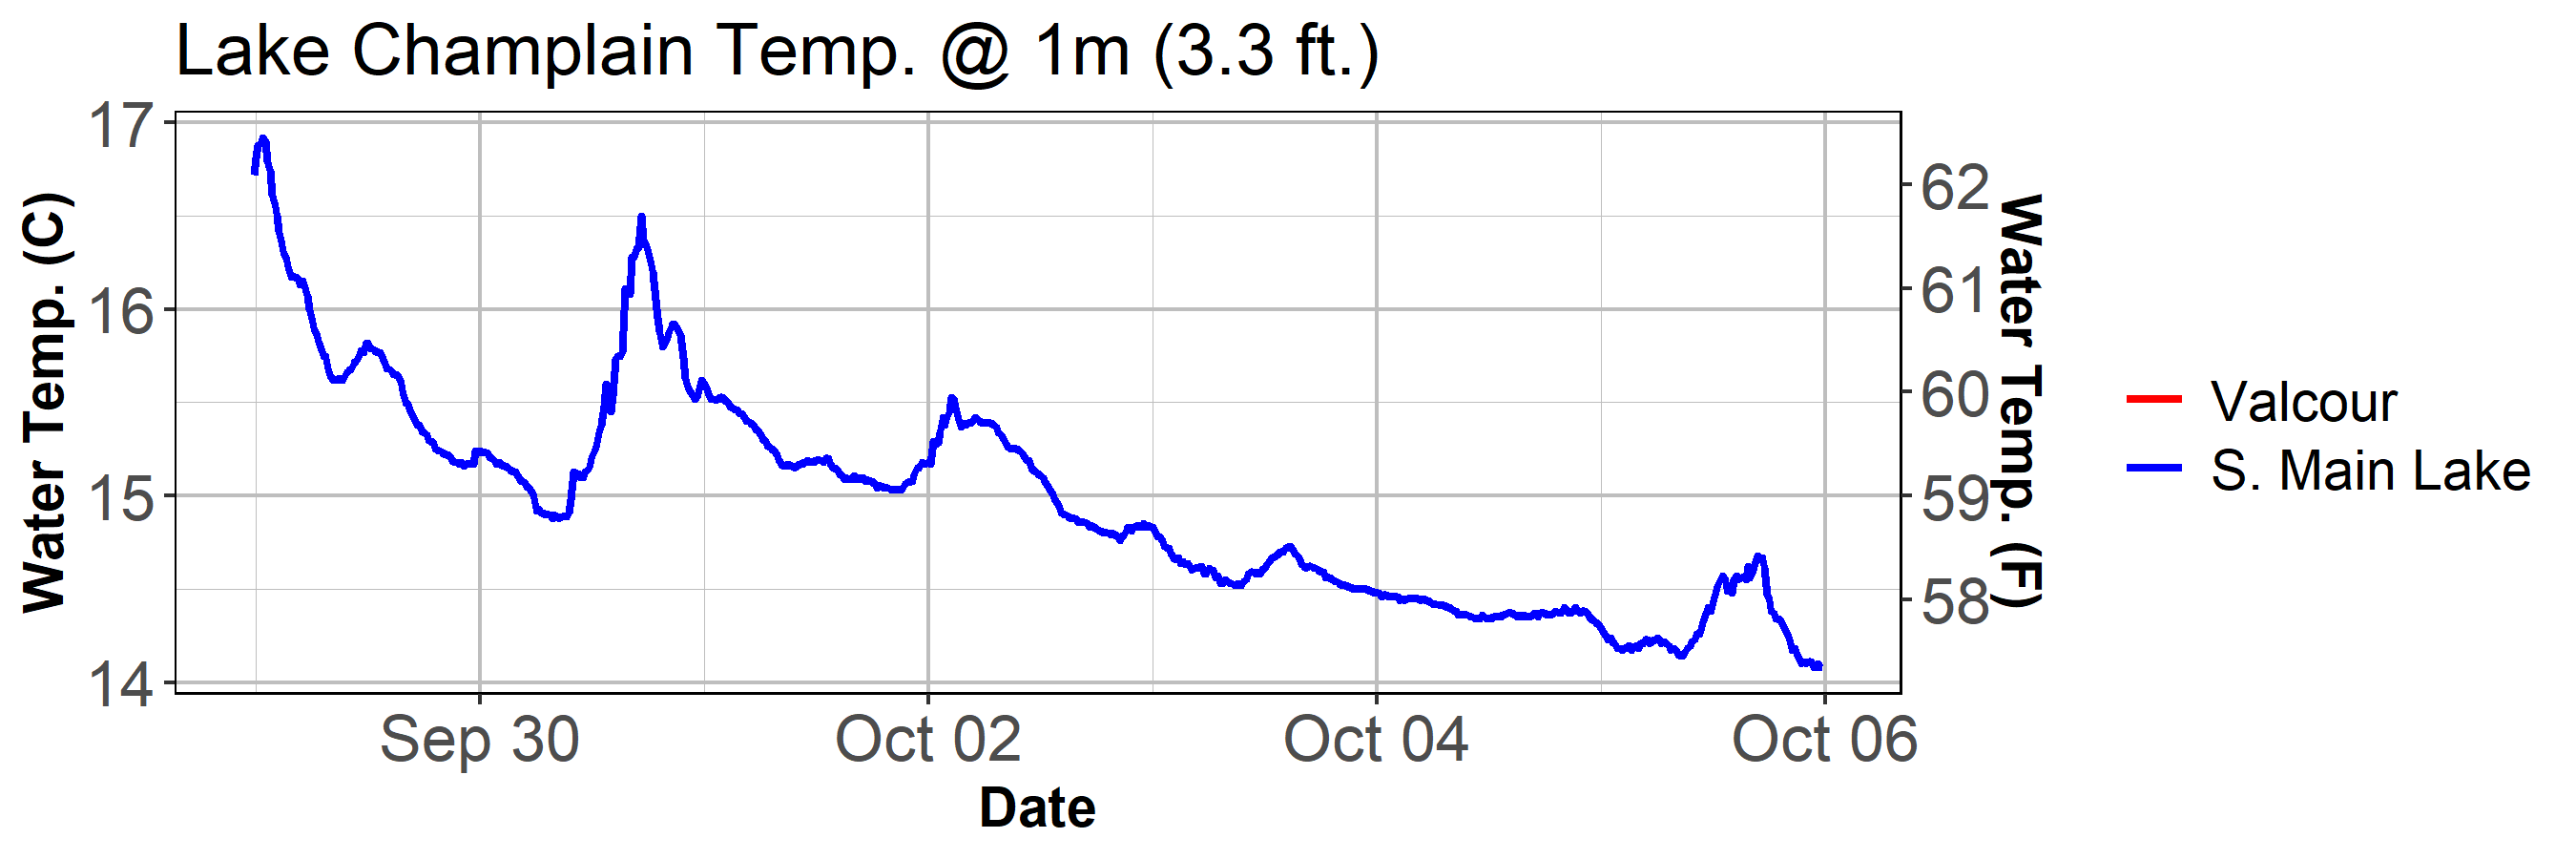 Lake Champlain Temp. @ 1m (3.3 ft.)
Water Temp. (C)
17
16
15
14
62
61
60
59
58
Water Temp. (F)
Sep 30
Oct 02
Oct 04
Oct 06
Date
Valcour
S. Main Lake